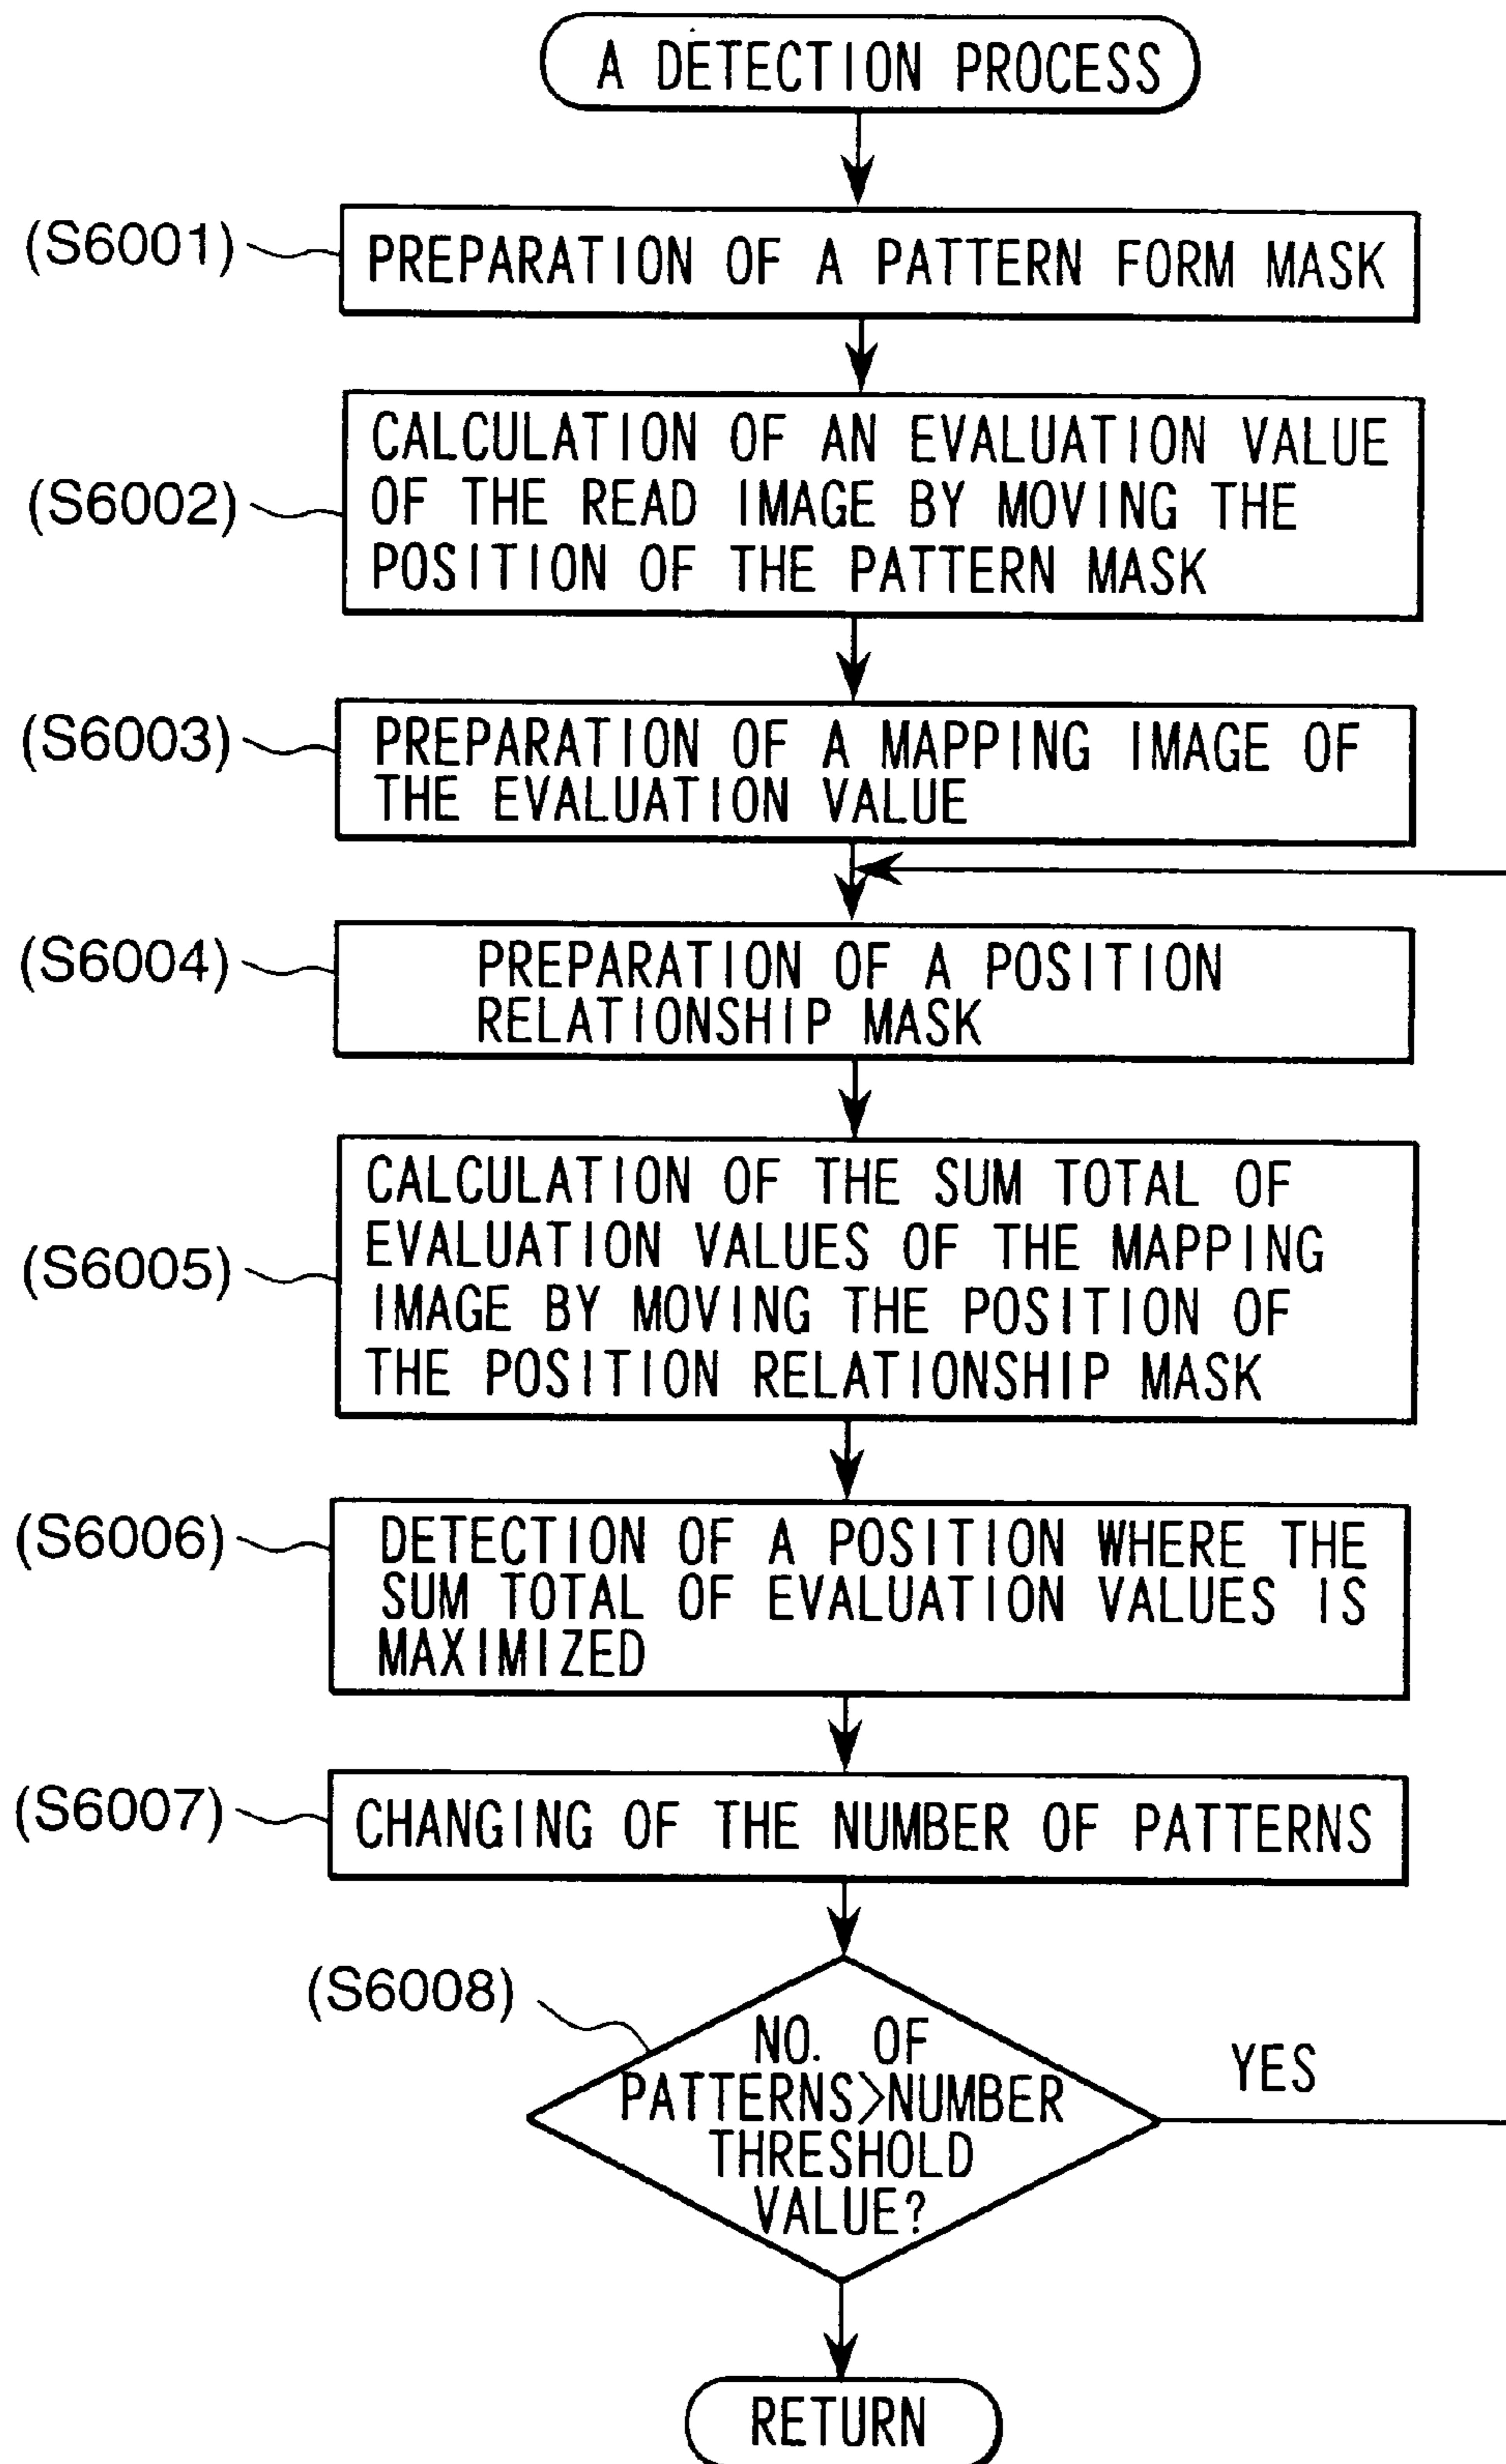 A DETECTION PROCESS
(S6001)
PREPARATION OF A PATTERN FORM MASK
(S6002)
CALCULATION OF AN EVALUATION VALUE
OF THE READ IMAGE BY MOVING THE
POSITION OF THE PATTERN MASK
(S6003)
PREPARATION OF A MAPPING IMAGE OF
THE EVALUATION VALUE
(S6004)
PREPARATION OF A POSITION
RELATIONSHIP MASK
(S6005)
CALCULATION OF THE SUM TOTAL OF
EVALUATION VALUES OF THE MAPPING
IMAGE BY MOVING THE POSITION OF
THE POSITION RELATIONSHIP MASK
(S6006)
DETECTION OF A POSITION WHERE THE
SUM TOTAL OF EVALUATION VALUES IS
MAXIMIZED
(S6007)
CHANGING OF THE NUMBER OF PATTERNS
(S6008)
NO. OF
PATTERNS>NUMBER
THRESHOLD
VALUE?
YES
RETURN